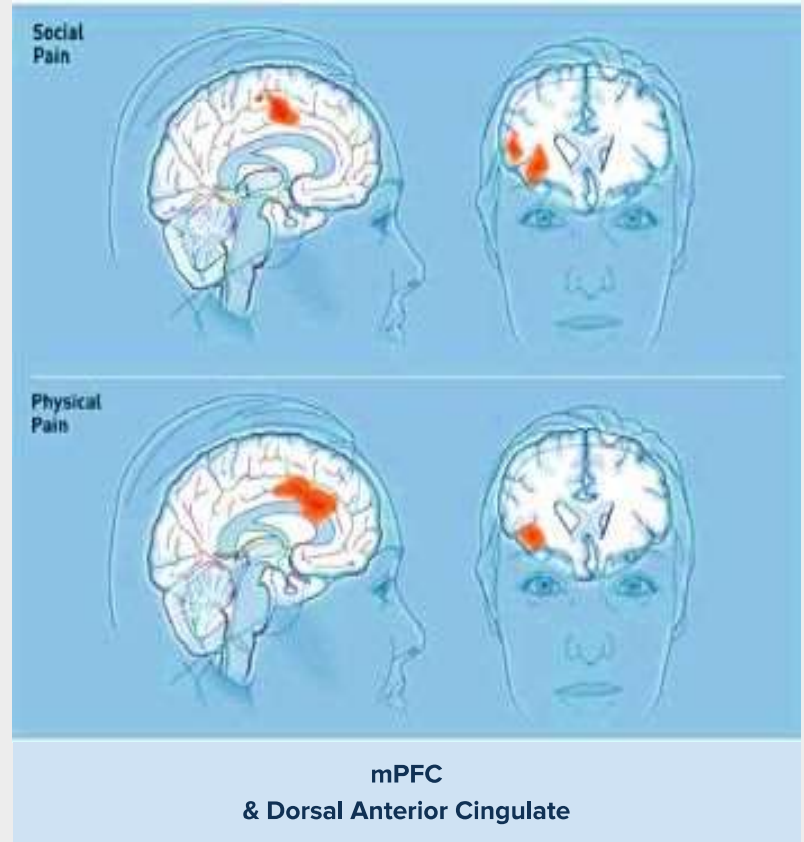 Social
Pain
Physical
Pain
mPFC
& Dorsal Anterior Cingulate